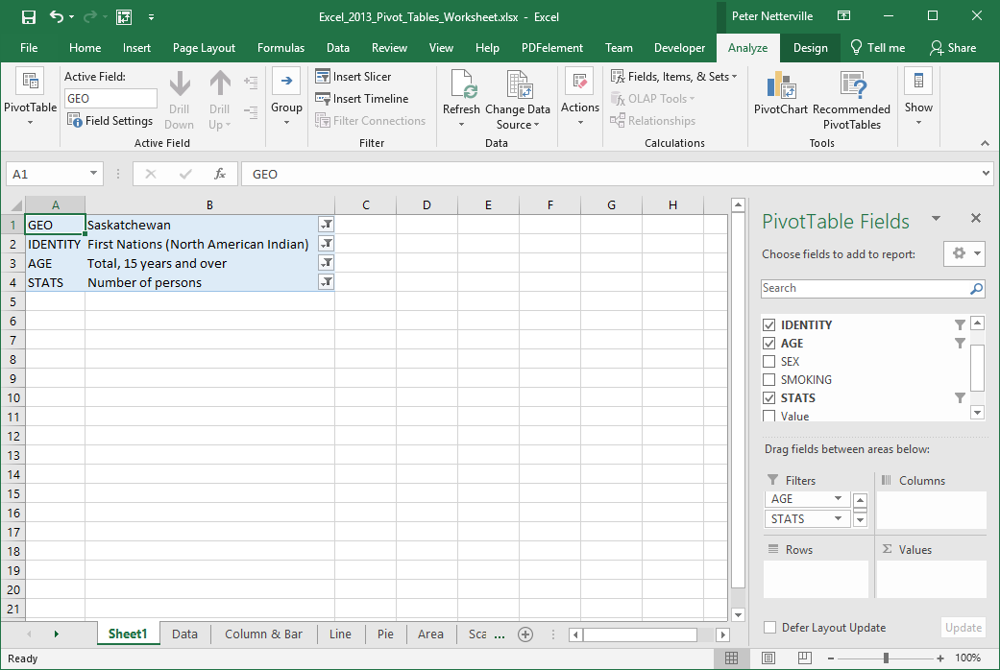 Excel_2013_Pivot_Tables_Worksheet.xlsx - Excel
Peter Netterville
File Home Insert Page Layout Formulas Data Review View Help PDFelement Team Developer Analyze Design Tell me Share
PivotTable
Active Field:
GEO
Field Settings
Drill Down
Drill Up
Active Field
Group
Insert Slicer
Insert Timeline
Filter Connections
Filter
Refresh
Change Data Source
Data
Actions
Fields, Items, & Sets
OLAP Tools
Relationships
Calculations
PivotChart
Recommended PivotTables
Tools
Show
A1
fx
GEO
A B C D E F G H
1 GEO Saskatchewan
2 IDENTITY First Nations (North American Indian)
3 AGE Total, 15 years and over
4 STATS Number of persons
5
6
7
8
9
10
11
12
13
14
15
16
17
18
19
20
21
PivotTable Fields
Choose fields to add to report:
Search
IDENTITY
AGE
SEX
SMOKING
STATS
Value
Drag fields between areas below:
Filters
AGE
STATS
Columns
Rows
Σ Values
Defer Layout Update
Update
Sheet1 Data Column & Bar Line Pie Area Sca ...
Ready
100%